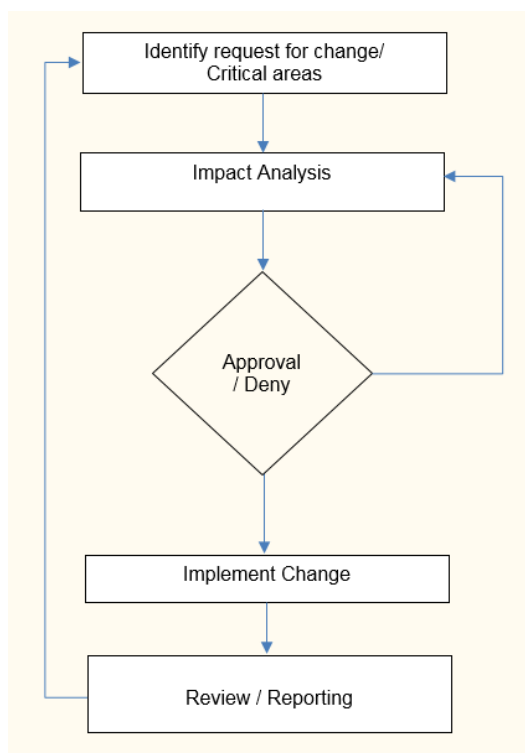 Identify request for change/
Critical areas
Impact Analysis
Approval
/ Deny
Implement Change
Review / Reporting